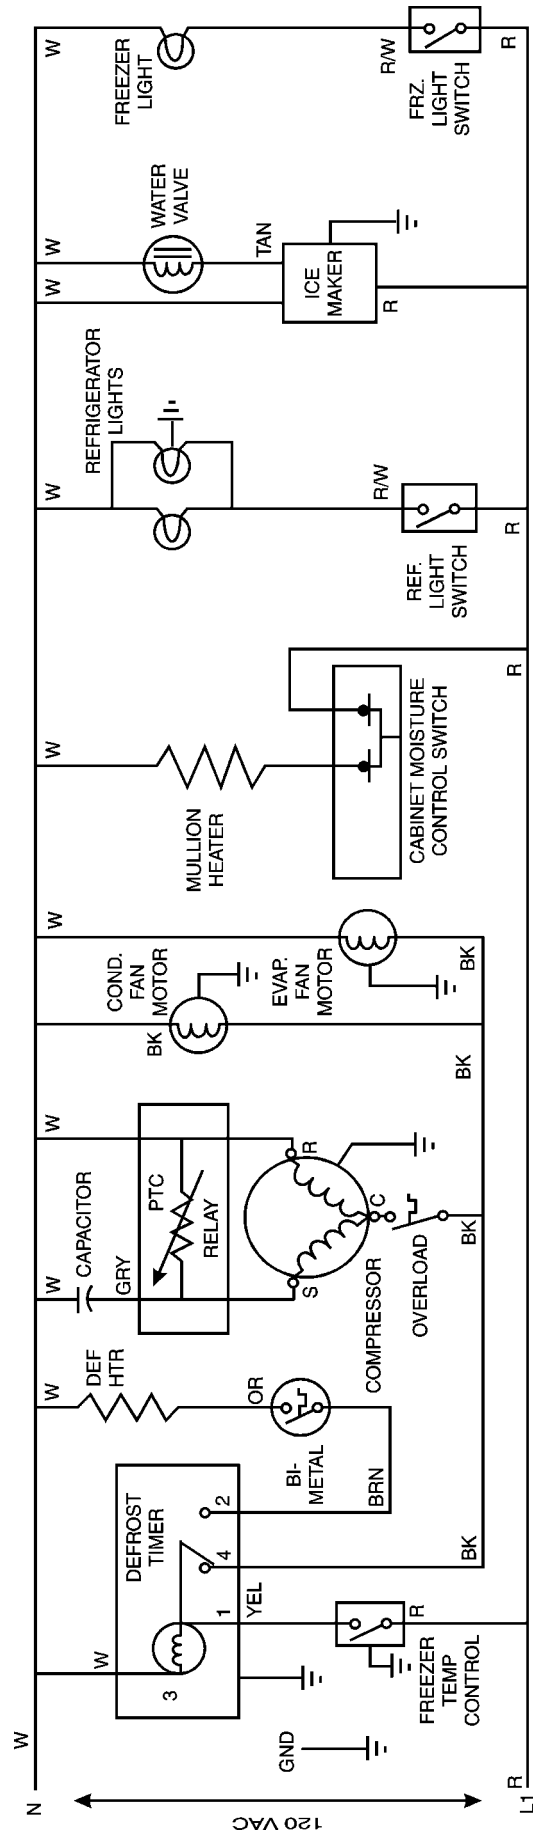 N
120 VAC
L1
R
W
GND
W
3
DEFROST
TIMER
1
4
2
YEL
FREEZER
TEMP
CONTROL
R
BK
W
DEF
HTR
OR
BI-
METAL
BRN
W
CAPACITOR
GRY
PTC
RELAY
W
S
R
C
COMPRESSOR
OVERLOAD
BK
BK
COND.
FAN
MOTOR
BK
W
EVAP.
FAN
MOTOR
BK
W
MULLION
HEATER
CABINET MOISTURE
CONTROL SWITCH
R
W
REFRIGERATOR
LIGHTS
R/W
REF.
LIGHT
SWITCH
R
W
W
WATER
VALVE
TAN
ICE
MAKER
R
W
FREEZER
LIGHT
R/W
FRZ.
LIGHT
SWITCH
R